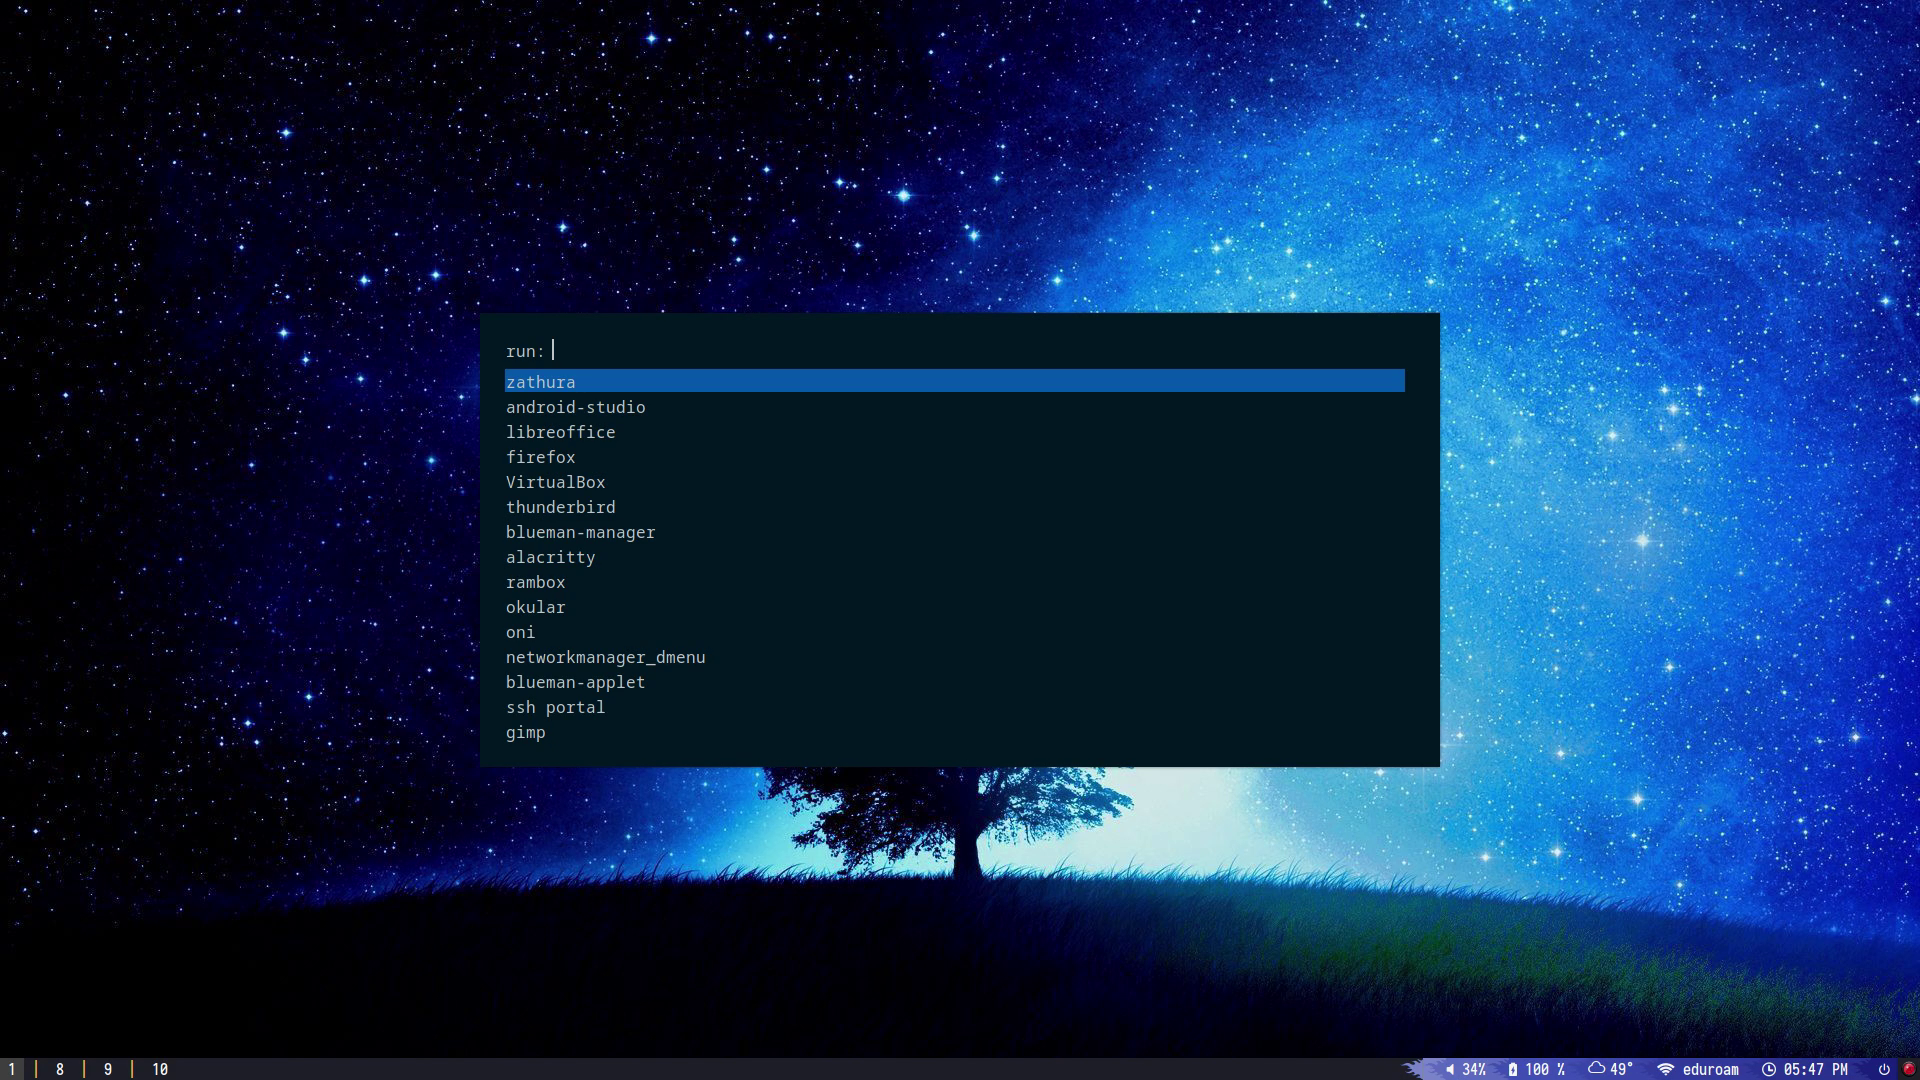 run:
zathura
android-studio
libreoffice
firefox
VirtualBox
thunderbird
blueman-manager
alacritty
rambox
okular
oni
networkmanager_dmenu
blueman-applet
ssh portal
gimp
1 | 8 | 9 | 10 34% 100 % 49° eduroam 05:47 PM